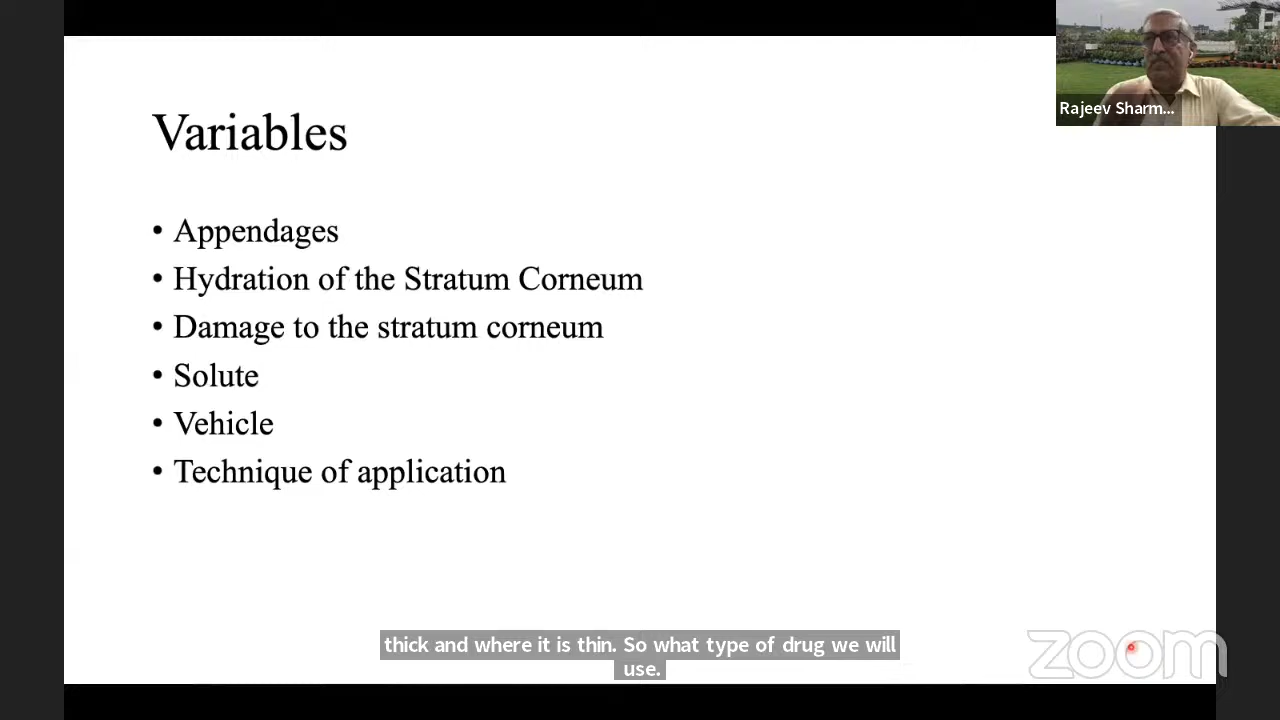 Rajeev Sharm...
Variables
• Appendages
• Hydration of the Stratum Corneum
• Damage to the stratum corneum
• Solute
• Vehicle
• Technique of application
thick and where it is thin. So what type of drug we will
use.
zoom